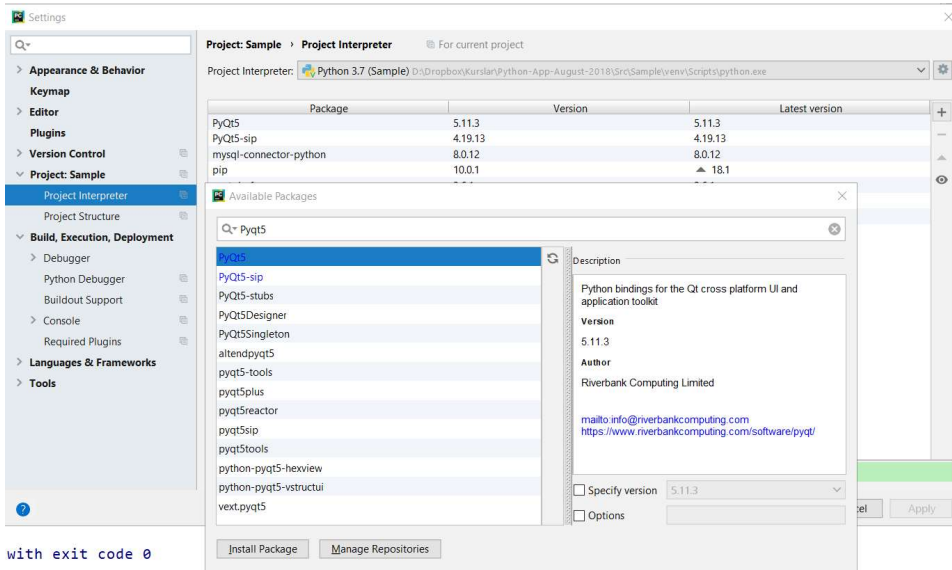 Settings
Project: Sample › Project Interpreter For current project
Project Interpreter: Python 3.7 (Sample) D:\Dropbox\Kurslar\Python-App-August-2018\Src\Sample\venv\Scripts\python.exe
Appearance & Behavior
Keymap
Editor
Plugins
Version Control
Project: Sample
Project Interpreter
Project Structure
Build, Execution, Deployment
Debugger
Python Debugger
Buildout Support
Console
Required Plugins
Languages & Frameworks
Tools
Package Version Latest version
PyQt5 5.11.3 5.11.3
PyQt5-sip 4.19.13 4.19.13
mysql-connector-python 8.0.12 8.0.12
pip 10.0.1 18.1
Available Packages
Pyqt5
PyQt5
PyQt5-sip
PyQt5-stubs
PyQt5Designer
PyQt5Singleton
altendpyqt5
pyqt5-tools
pyqt5plus
pyqt5reactor
pyqt5sip
pyqt5tools
python-pyqt5-hexview
python-pyqt5-vstructui
vext.pyqt5
Description
Python bindings for the Qt cross platform UI and
application toolkit
Version
5.11.3
Author
Riverbank Computing Limited
mailto:info@riverbankcomputing.com
https://www.riverbankcomputing.com/software/pyqt/
Specify version 5.11.3
Options
Install Package Manage Repositories
cel Apply
with exit code 0